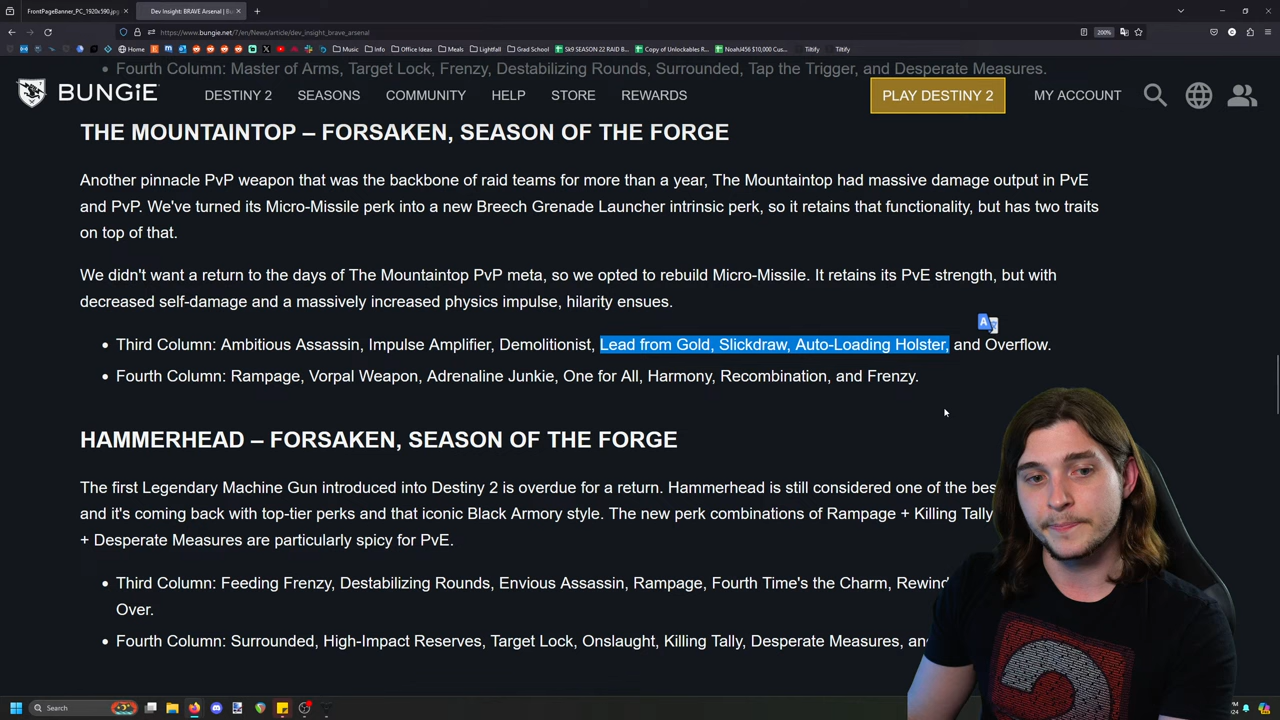 FrontPageBanner_PC_1920x590.jpg
Dev Insight: BRAVE Arsenal | Bu
https://www.bungie.net/7/en/News/article/dev_insight_brave_arsenal
200%
Home
Music
Info
Office Ideas
Meals
Lightfall
Grad School
Sk9 SEASON 22 RAID B
Copy of Unlockables R
NoahJ456 $10,000 Cus
Tiltify
Tiltify
Fourth Column: Master of Arms, Target Lock, Frenzy, Destabilizing Rounds, Surrounded, Tap the Trigger, and Desperate Measures.
BUNGiE
DESTINY 2
SEASONS
COMMUNITY
HELP
STORE
REWARDS
PLAY DESTINY 2
MY ACCOUNT
THE MOUNTAINTOP – FORSAKEN, SEASON OF THE FORGE
Another pinnacle PvP weapon that was the backbone of raid teams for more than a year, The Mountaintop had massive damage output in PvE
and PvP. We've turned its Micro-Missile perk into a new Breech Grenade Launcher intrinsic perk, so it retains that functionality, but has two traits
on top of that.
We didn't want a return to the days of The Mountaintop PvP meta, so we opted to rebuild Micro-Missile. It retains its PvE strength, but with
decreased self-damage and a massively increased physics impulse, hilarity ensues.
Third Column: Ambitious Assassin, Impulse Amplifier, Demolitionist, Lead from Gold, Slickdraw, Auto-Loading Holster, and Overflow.
Fourth Column: Rampage, Vorpal Weapon, Adrenaline Junkie, One for All, Harmony, Recombination, and Frenzy.
HAMMERHEAD – FORSAKEN, SEASON OF THE FORGE
The first Legendary Machine Gun introduced into Destiny 2 is overdue for a return. Hammerhead is still considered one of the bes
and it's coming back with top-tier perks and that iconic Black Armory style. The new perk combinations of Rampage + Killing Tally
+ Desperate Measures are particularly spicy for PvE.
Third Column: Feeding Frenzy, Destabilizing Rounds, Envious Assassin, Rampage, Fourth Time's the Charm, Rewind
Over.
Fourth Column: Surrounded, High-Impact Reserves, Target Lock, Onslaught, Killing Tally, Desperate Measures, an
Search